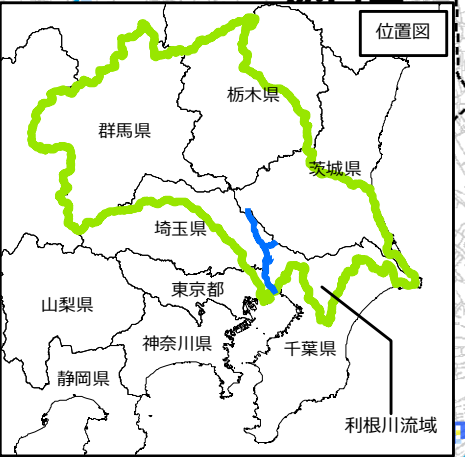 位置図
栃木県
群馬県
茨城県
埼玉県
東京都
山梨県
神奈川県
千葉県
静岡県
利根川流域